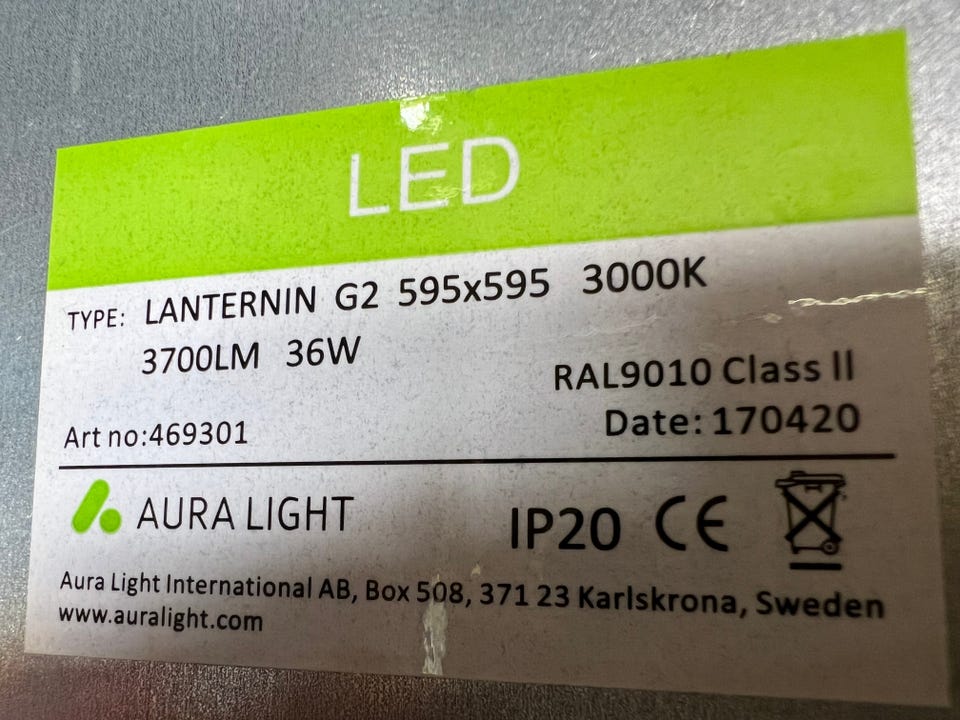 LED
TYPE: LANTERNIN G2 595x595 3000K
3700LM 36W
RAL9010 Class II
Art no:469301
Date: 170420
AURA LIGHT
IP20 CE
Aura Light International AB, Box 508, 371 23 Karlskrona, Sweden
www.auralight.com